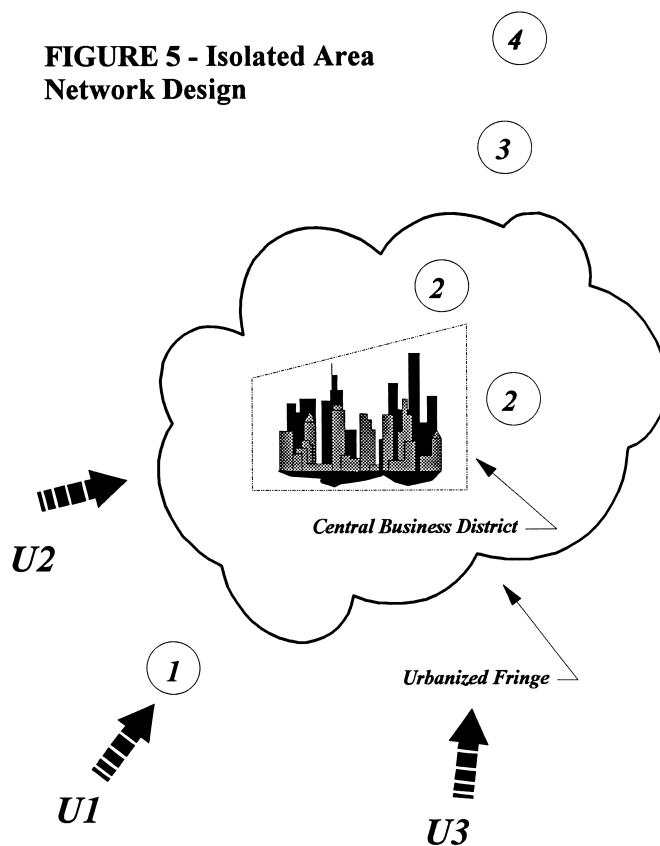 FIGURE 5 - Isolated Area
Network Design
4
3
2
2
Central Business District
U2
1
Urbanized Fringe
U1
U3